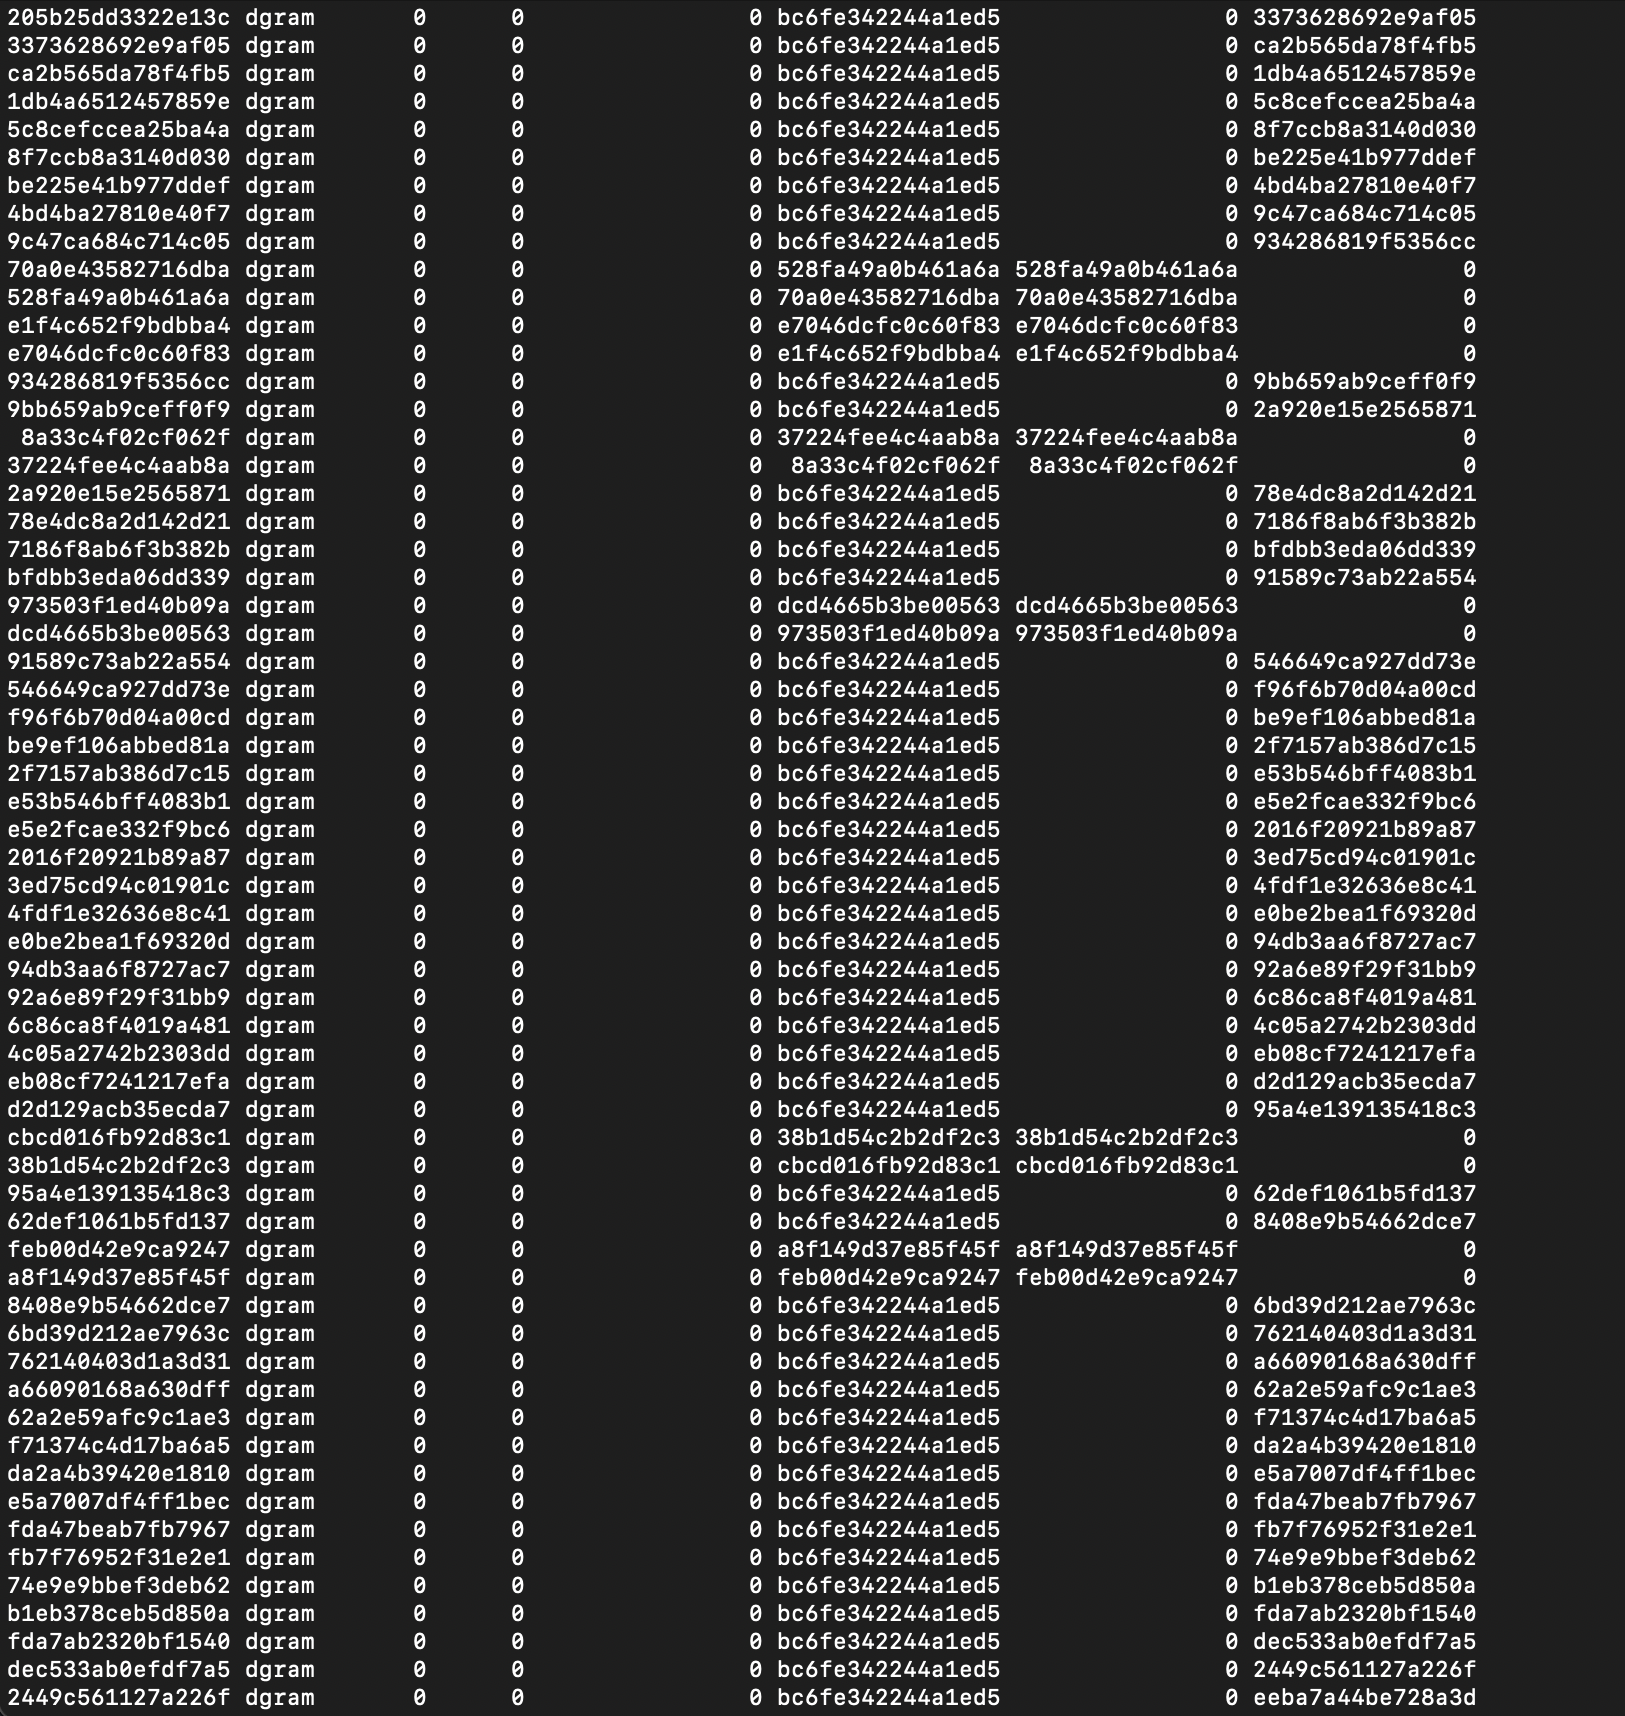 205b25dd3322e13c dgram 0 0 0 bc6fe342244a1ed5 0 3373628692e9af05
3373628692e9af05 dgram 0 0 0 bc6fe342244a1ed5 0 ca2b565da78f4fb5
ca2b565da78f4fb5 dgram 0 0 0 bc6fe342244a1ed5 0 1db4a6512457859e
1db4a6512457859e dgram 0 0 0 bc6fe342244a1ed5 0 5c8cefccea25ba4a
5c8cefccea25ba4a dgram 0 0 0 bc6fe342244a1ed5 0 8f7ccb8a3140d030
8f7ccb8a3140d030 dgram 0 0 0 bc6fe342244a1ed5 0 be225e41b977ddef
be225e41b977ddef dgram 0 0 0 bc6fe342244a1ed5 0 4bd4ba27810e40f7
4bd4ba27810e40f7 dgram 0 0 0 bc6fe342244a1ed5 0 9c47ca684c714c05
9c47ca684c714c05 dgram 0 0 0 bc6fe342244a1ed5 0 934286819f5356cc
70a0e43582716dba dgram 0 0 0 528fa49a0b461a6a 528fa49a0b461a6a 0
528fa49a0b461a6a dgram 0 0 0 70a0e43582716dba 70a0e43582716dba 0
e1f4c652f9bdbba4 dgram 0 0 0 e7046dcfc0c60f83 e7046dcfc0c60f83 0
e7046dcfc0c60f83 dgram 0 0 0 e1f4c652f9bdbba4 e1f4c652f9bdbba4 0
934286819f5356cc dgram 0 0 0 bc6fe342244a1ed5 0 9bb659ab9ceff0f9
9bb659ab9ceff0f9 dgram 0 0 0 bc6fe342244a1ed5 0 2a920e15e2565871
8a33c4f02cf062f dgram 0 0 0 37224fee4c4aab8a 37224fee4c4aab8a 0
37224fee4c4aab8a dgram 0 0 0 8a33c4f02cf062f 8a33c4f02cf062f 0
2a920e15e2565871 dgram 0 0 0 bc6fe342244a1ed5 0 78e4dc8a2d142d21
78e4dc8a2d142d21 dgram 0 0 0 bc6fe342244a1ed5 0 7186f8ab6f3b382b
7186f8ab6f3b382b dgram 0 0 0 bc6fe342244a1ed5 0 bfdbb3eda06dd339
bfdbb3eda06dd339 dgram 0 0 0 bc6fe342244a1ed5 0 91589c73ab22a554
973503f1ed40b09a dgram 0 0 0 dcd4665b3be00563 dcd4665b3be00563 0
dcd4665b3be00563 dgram 0 0 0 973503f1ed40b09a 973503f1ed40b09a 0
91589c73ab22a554 dgram 0 0 0 bc6fe342244a1ed5 0 546649ca927dd73e
546649ca927dd73e dgram 0 0 0 bc6fe342244a1ed5 0 f96f6b70d04a00cd
f96f6b70d04a00cd dgram 0 0 0 bc6fe342244a1ed5 0 be9ef106abbed81a
be9ef106abbed81a dgram 0 0 0 bc6fe342244a1ed5 0 2f7157ab386d7c15
2f7157ab386d7c15 dgram 0 0 0 bc6fe342244a1ed5 0 e53b546bff4083b1
e53b546bff4083b1 dgram 0 0 0 bc6fe342244a1ed5 0 e5e2fcae332f9bc6
e5e2fcae332f9bc6 dgram 0 0 0 bc6fe342244a1ed5 0 2016f20921b89a87
2016f20921b89a87 dgram 0 0 0 bc6fe342244a1ed5 0 3ed75cd94c01901c
3ed75cd94c01901c dgram 0 0 0 bc6fe342244a1ed5 0 4fdf1e32636e8c41
4fdf1e32636e8c41 dgram 0 0 0 bc6fe342244a1ed5 0 e0be2bea1f69320d
e0be2bea1f69320d dgram 0 0 0 bc6fe342244a1ed5 0 94db3aa6f8727ac7
94db3aa6f8727ac7 dgram 0 0 0 bc6fe342244a1ed5 0 92a6e89f29f31bb9
92a6e89f29f31bb9 dgram 0 0 0 bc6fe342244a1ed5 0 6c86ca8f4019a481
6c86ca8f4019a481 dgram 0 0 0 bc6fe342244a1ed5 0 4c05a2742b2303dd
4c05a2742b2303dd dgram 0 0 0 bc6fe342244a1ed5 0 eb08cf7241217efa
eb08cf7241217efa dgram 0 0 0 bc6fe342244a1ed5 0 d2d129acb35ecda7
d2d129acb35ecda7 dgram 0 0 0 bc6fe342244a1ed5 0 95a4e139135418c3
cbcd016fb92d83c1 dgram 0 0 0 38b1d54c2b2df2c3 38b1d54c2b2df2c3 0
38b1d54c2b2df2c3 dgram 0 0 0 cbcd016fb92d83c1 cbcd016fb92d83c1 0
95a4e139135418c3 dgram 0 0 0 bc6fe342244a1ed5 0 62def1061b5fd137
62def1061b5fd137 dgram 0 0 0 bc6fe342244a1ed5 0 8408e9b54662dce7
feb00d42e9ca9247 dgram 0 0 0 a8f149d37e85f45f a8f149d37e85f45f 0
a8f149d37e85f45f dgram 0 0 0 feb00d42e9ca9247 feb00d42e9ca9247 0
8408e9b54662dce7 dgram 0 0 0 bc6fe342244a1ed5 0 6bd39d212ae7963c
6bd39d212ae7963c dgram 0 0 0 bc6fe342244a1ed5 0 762140403d1a3d31
762140403d1a3d31 dgram 0 0 0 bc6fe342244a1ed5 0 a66090168a630dff
a66090168a630dff dgram 0 0 0 bc6fe342244a1ed5 0 62a2e59afc9c1ae3
62a2e59afc9c1ae3 dgram 0 0 0 bc6fe342244a1ed5 0 f71374c4d17ba6a5
f71374c4d17ba6a5 dgram 0 0 0 bc6fe342244a1ed5 0 da2a4b39420e1810
da2a4b39420e1810 dgram 0 0 0 bc6fe342244a1ed5 0 e5a7007df4ff1bec
e5a7007df4ff1bec dgram 0 0 0 bc6fe342244a1ed5 0 fda47beab7fb7967
fda47beab7fb7967 dgram 0 0 0 bc6fe342244a1ed5 0 fb7f76952f31e2e1
fb7f76952f31e2e1 dgram 0 0 0 bc6fe342244a1ed5 0 74e9e9bbef3deb62
74e9e9bbef3deb62 dgram 0 0 0 bc6fe342244a1ed5 0 b1eb378ceb5d850a
b1eb378ceb5d850a dgram 0 0 0 bc6fe342244a1ed5 0 fda7ab2320bf1540
fda7ab2320bf1540 dgram 0 0 0 bc6fe342244a1ed5 0 dec533ab0efdf7a5
dec533ab0efdf7a5 dgram 0 0 0 bc6fe342244a1ed5 0 2449c561127a226f
2449c561127a226f dgram 0 0 0 bc6fe342244a1ed5 0 eeba7a44be728a3d